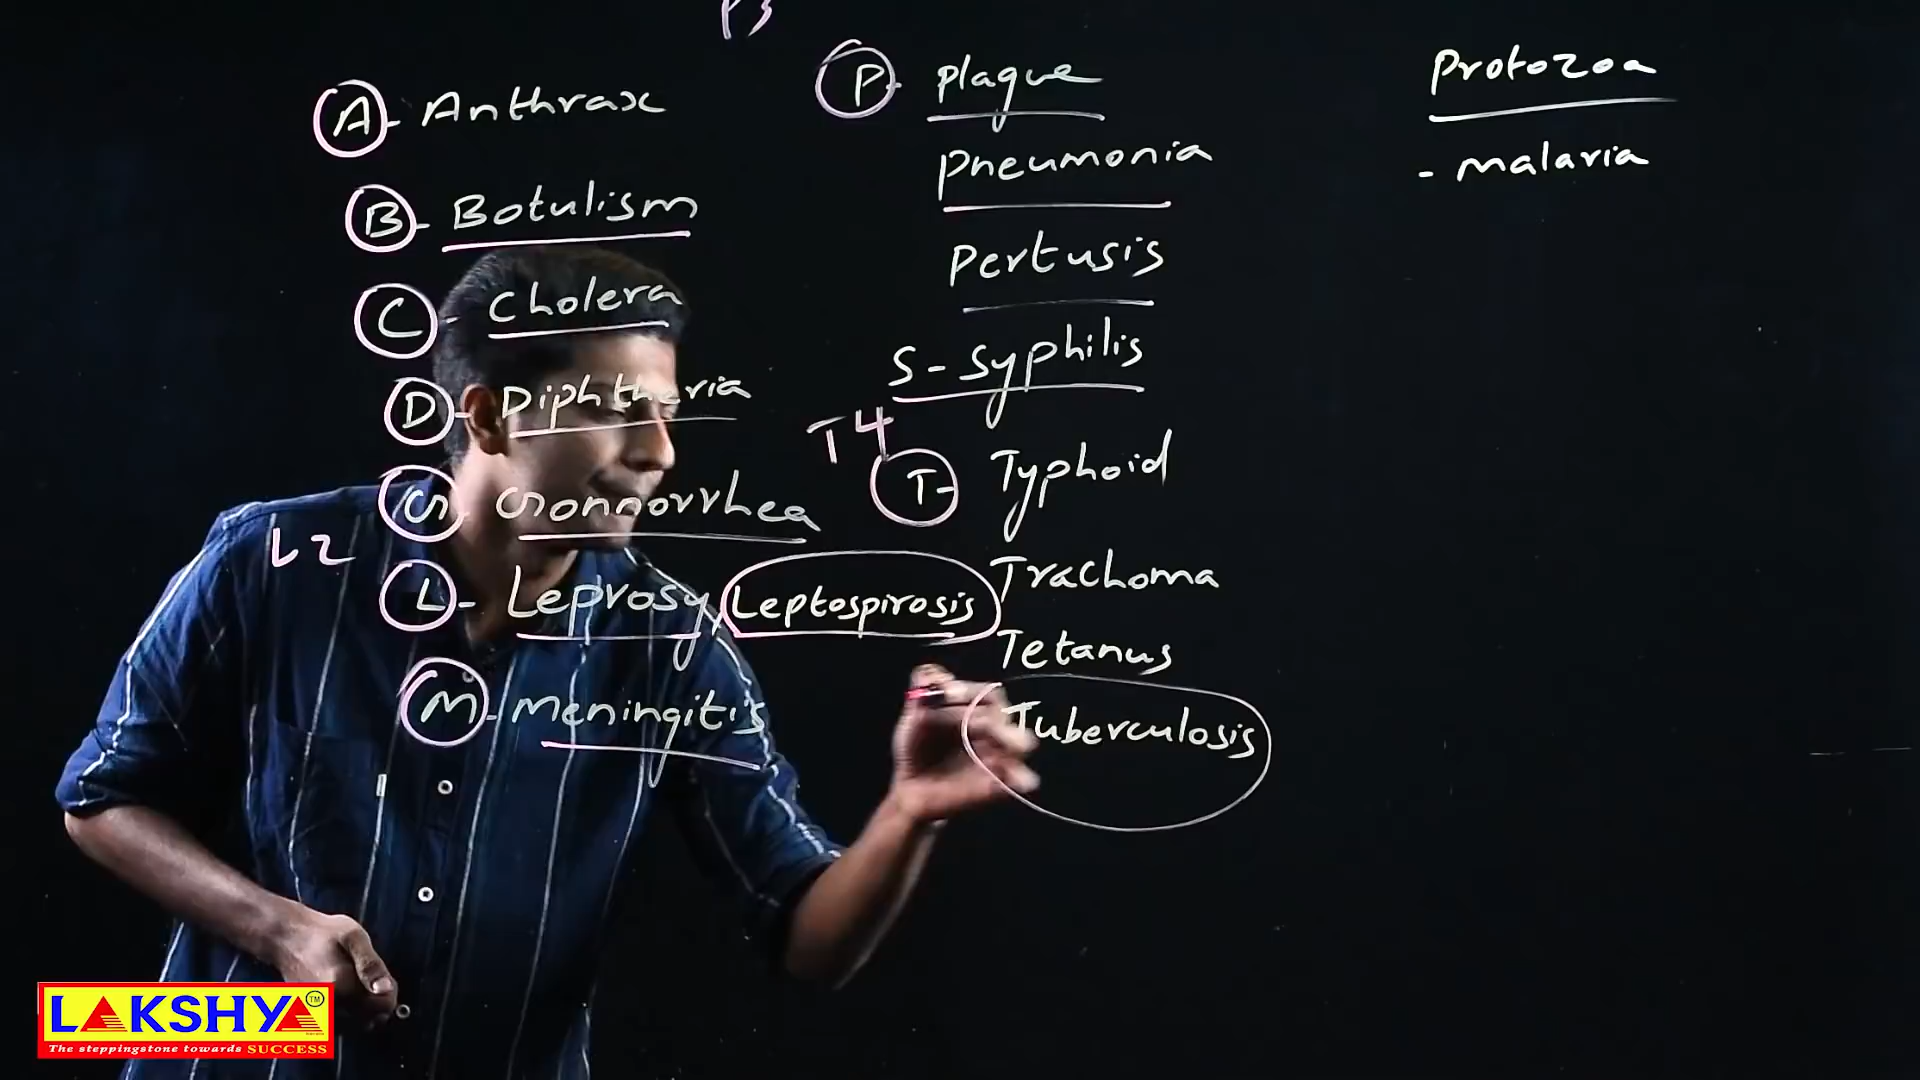 P3
A- Anthrax
B- Botulism
C- Cholera
D- Diphtheria
G- Gonnorrhea
L2
L- Leprosy, Leptospirosis
M- Meningitis
P- Plague
Pneumonia
Pertusis
S- Syphilis
T4
T- Typhoid
Trachoma
Tetanus
Tuberculosis
Protozoa
- Malaria
LAKSHYA TM
The steppingstone towards SUCCESS